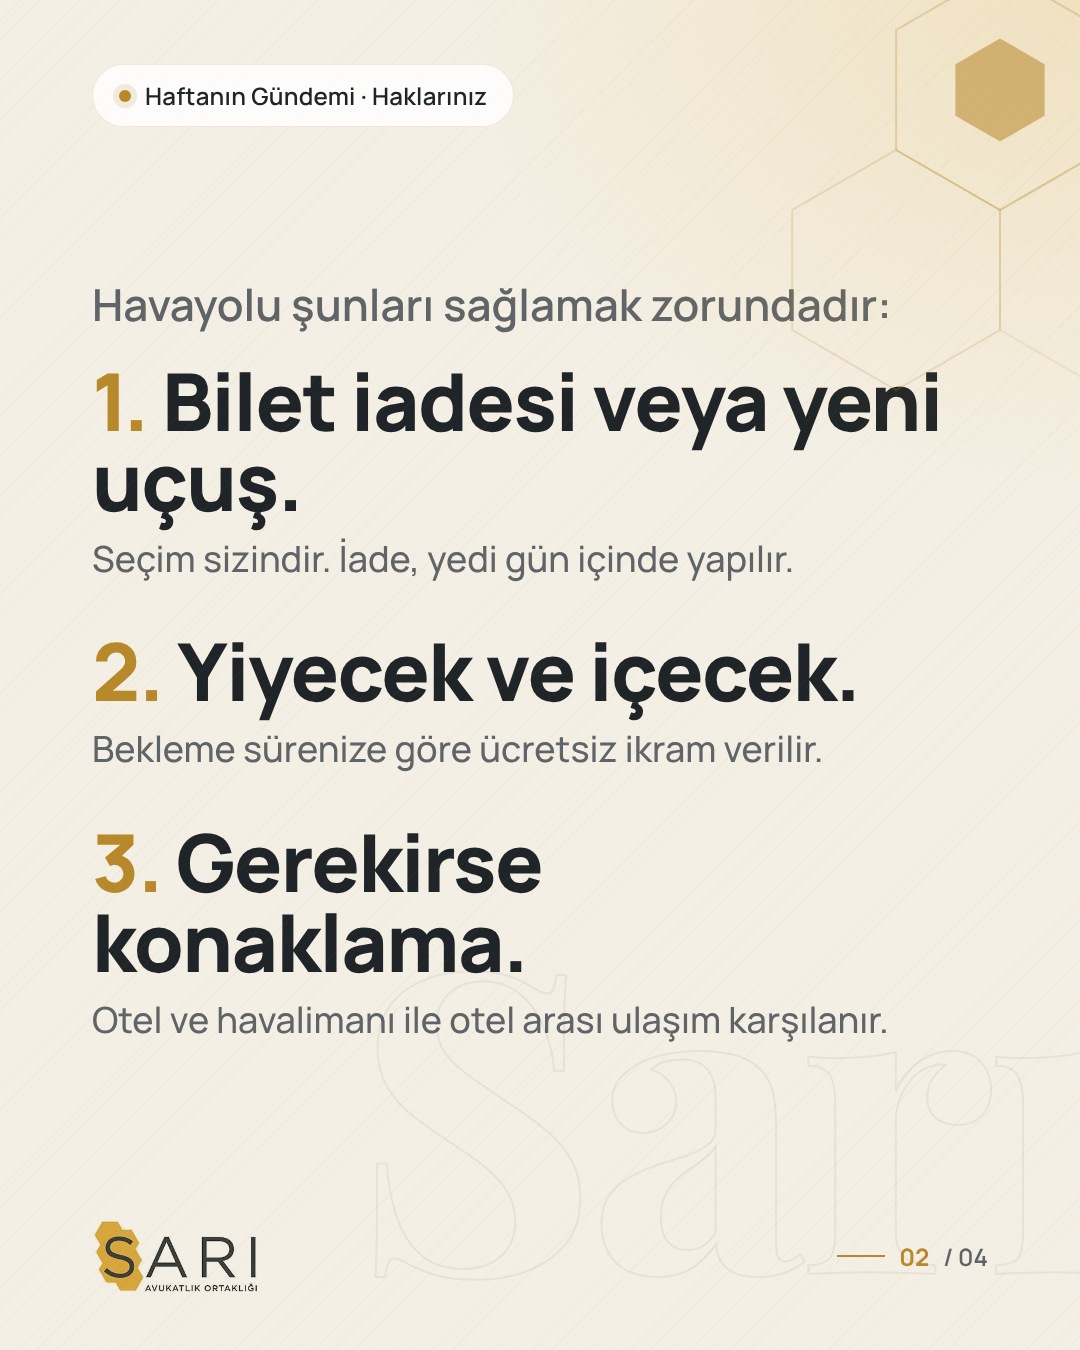 Haftanın Gündemi · Haklarınız
Havayolu şunları sağlamak zorundadır:
1. Bilet iadesi veya yeni
uçuş.
Seçim sizindir. İade, yedi gün içinde yapılır.
2. Yiyecek ve içecek.
Bekleme sürenize göre ücretsiz ikram verilir.
3. Gerekirse
konaklama.
Otel ve havalimanı ile otel arası ulaşım karşılanır.
Sarı
SARI
AVUKATLIK ORTAKLIĞI
02 / 04